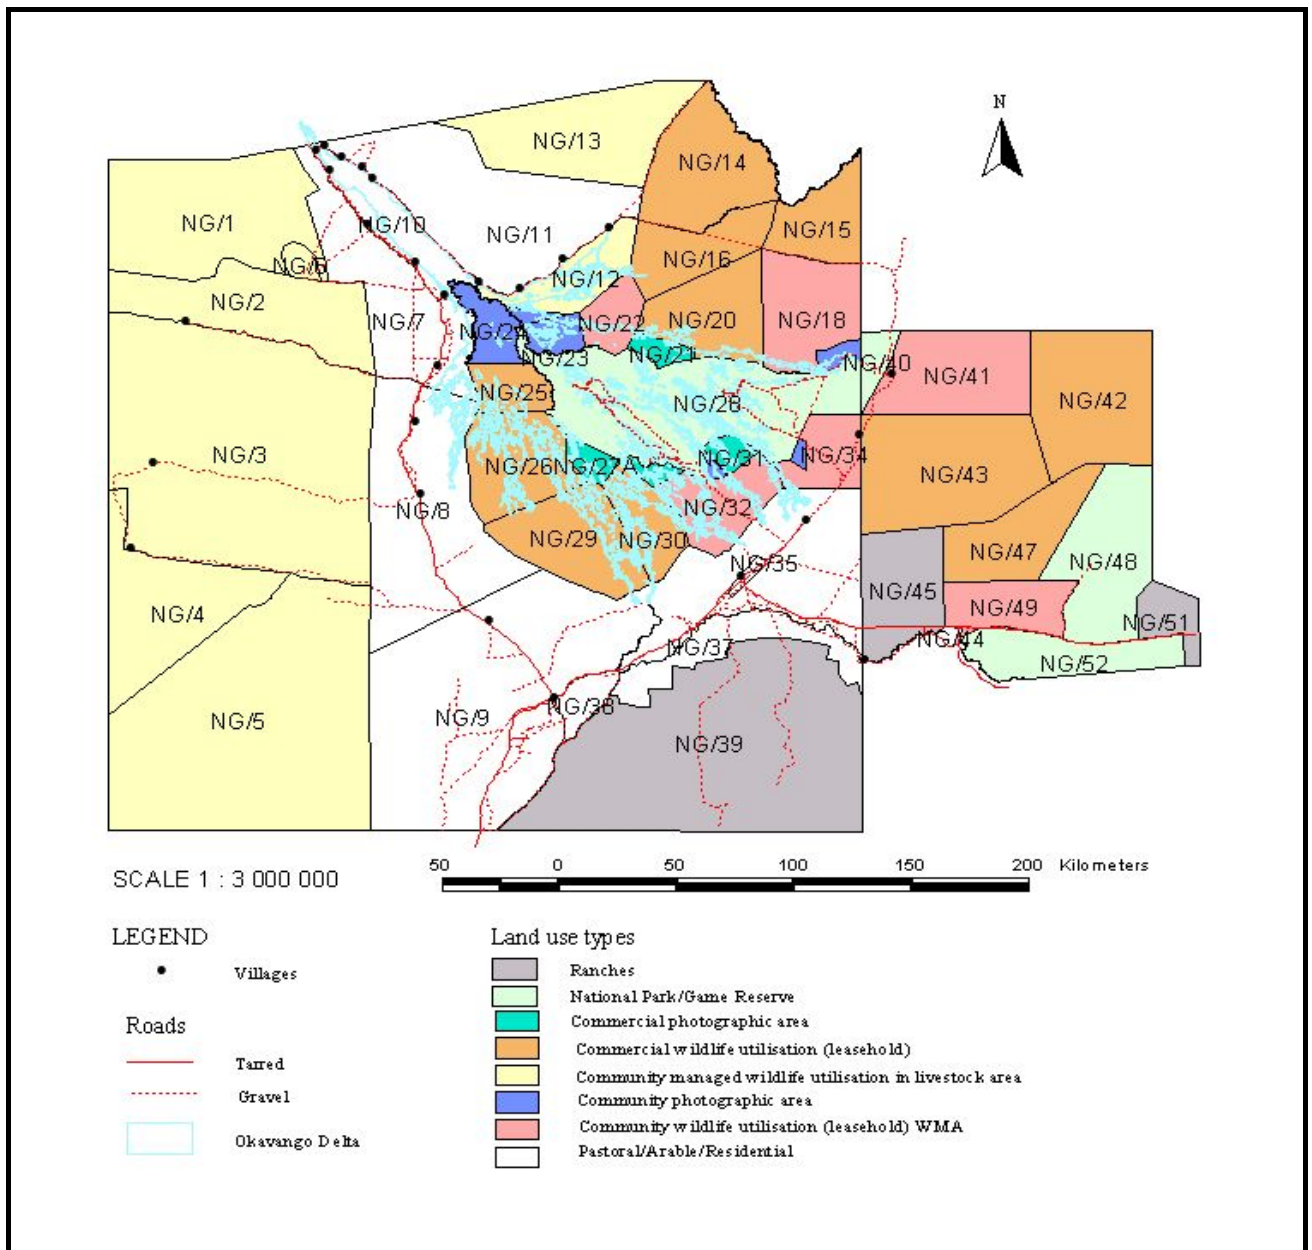 N
NG/13
NG/14
NG/1
NG/10
NG/11
NG/15
NG/6
NG/16
NG/12
NG/2
NG/7
NG/24
NG/22
NG/20
NG/18
NG/23
NG/21
NG/40
NG/41
NG/25
NG/28
NG/42
NG/3
NG/26
NG/27A
NG/31
NG/34
NG/43
NG/8
NG/32
NG/29
NG/30
NG/47
NG/35
NG/48
NG/45
NG/4
NG/49
NG/51
NG/44
NG/37
NG/52
NG/5
NG/9
NG/38
NG/39
SCALE 1 : 3 000 000
50 0 50 100 150 200 Kilometers
LEGEND
Villages
Roads
Tarred
Gravel
Okavango Delta
Land use types
Ranches
National Park/Game Reserve
Commercial photographic area
Commercial wildlife utilisation (leasehold)
Community managed wildlife utilisation in livestock area
Community photographic area
Community wildlife utilisation (leasehold) WMA
Pastoral/Arable/Residential